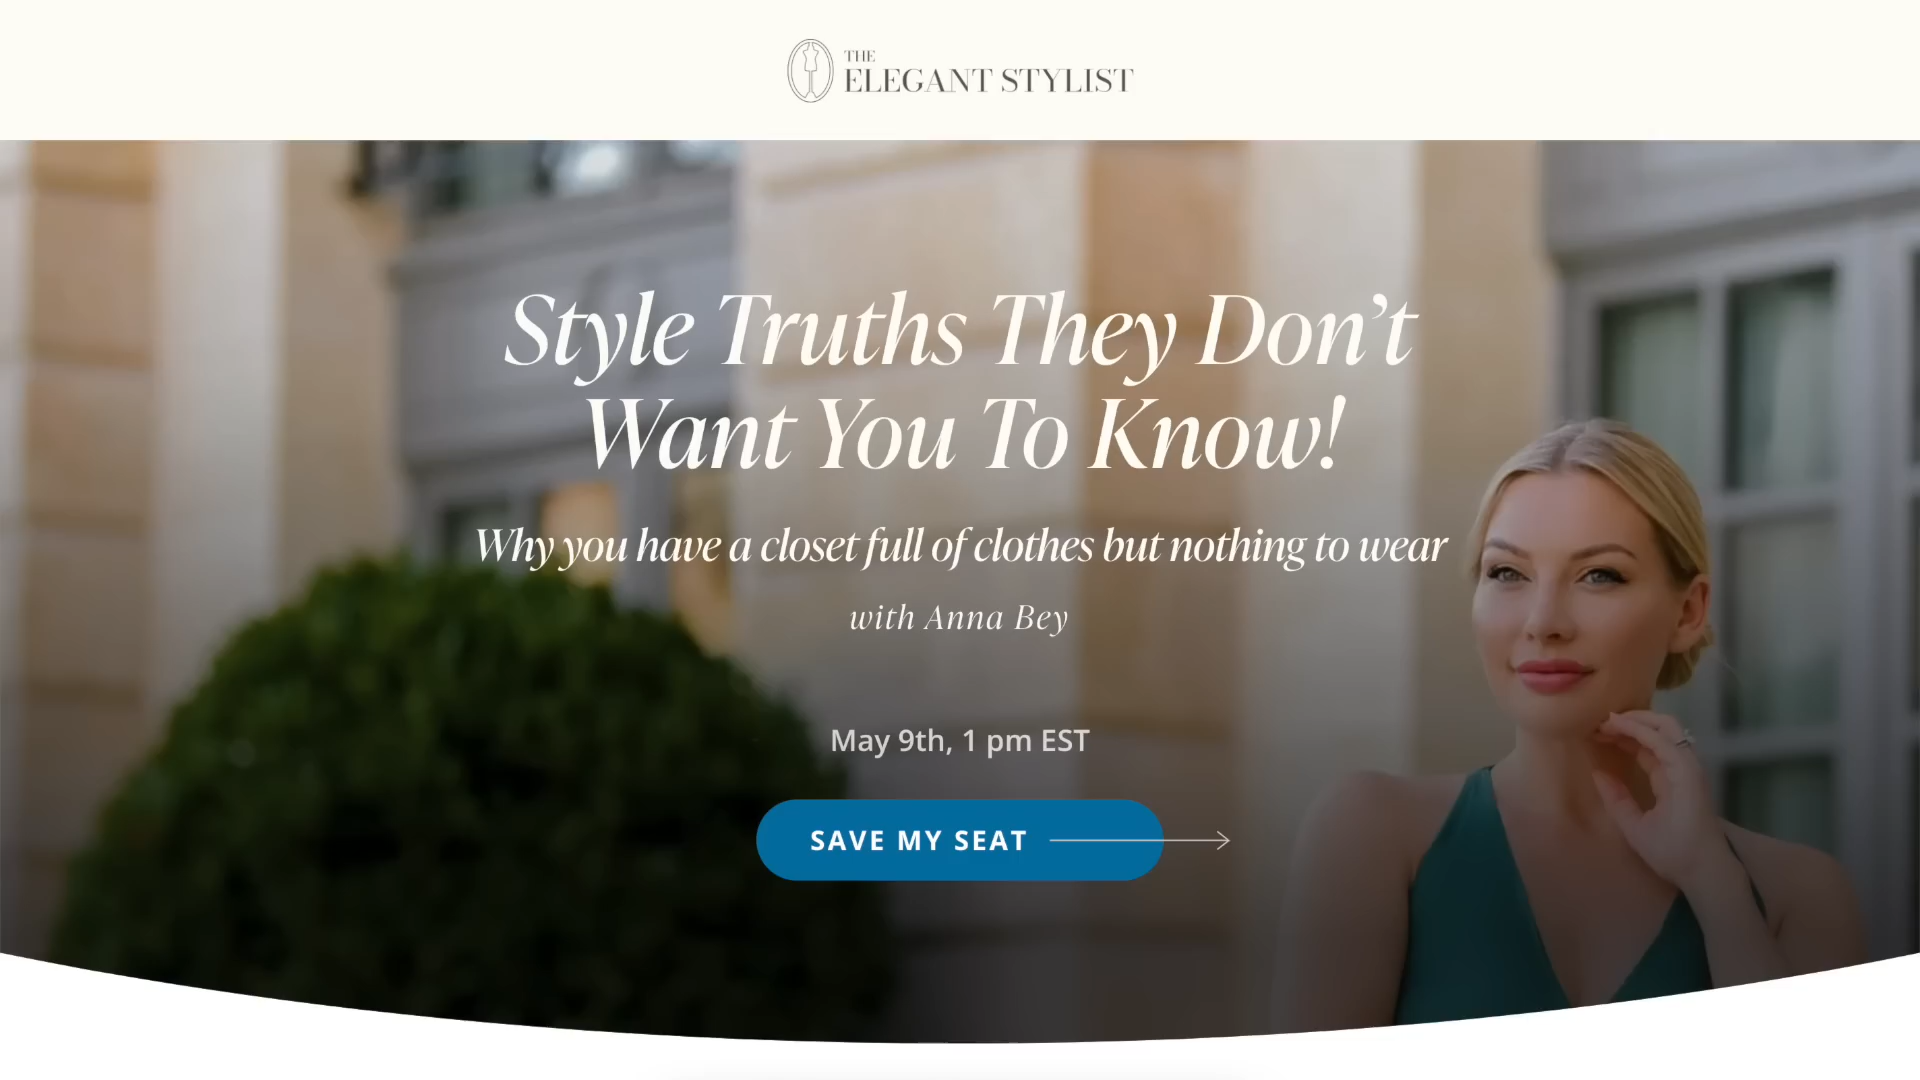 THE
ELEGANT STYLIST
Style Truths They Don’t
Want You To Know!
Why you have a closet full of clothes but nothing to wear
with Anna Bey
May 9th, 1 pm EST
SAVE MY SEAT